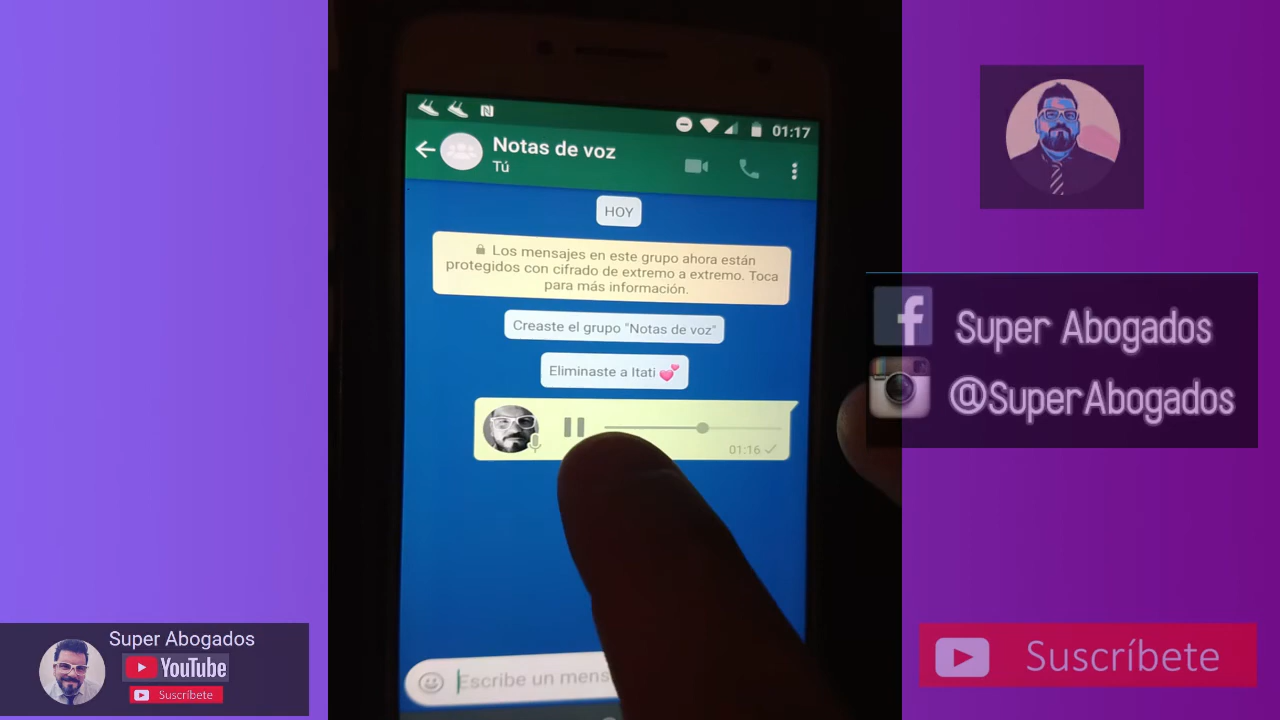 01:17
Notas de voz
Tú
HOY
Los mensajes en este grupo ahora están
protegidos con cifrado de extremo a extremo. Toca
para más información.
Creaste el grupo "Notas de voz"
Eliminaste a Itati 💕
01:16
Escribe un mens
f Super Abogados
@SuperAbogados
Super Abogados
YouTube
Suscríbete
Suscríbete